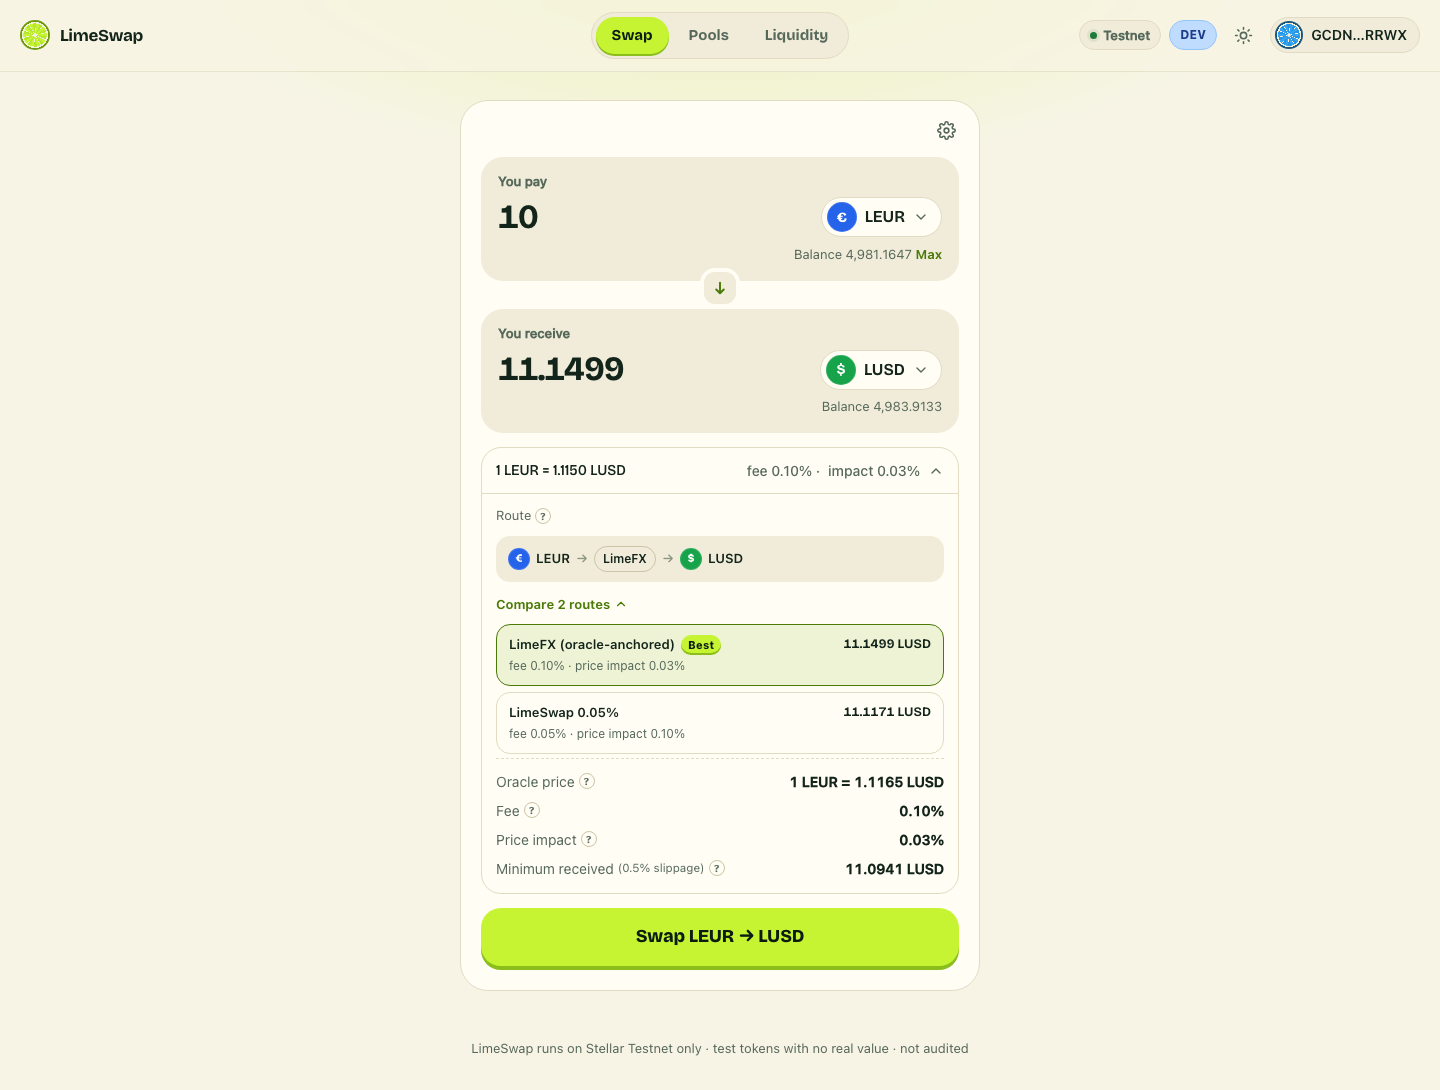 LimeSwap
Swap
Pools
Liquidity
Testnet
DEV
GCDN...RRWX
You pay
10
€ LEUR
Balance 4,981.1647 Max
You receive
11.1499
$ LUSD
Balance 4,983.9133
1 LEUR = 1.1150 LUSD
fee 0.10% · impact 0.03%
Route ?
€ LEUR → LimeFX → $ LUSD
Compare 2 routes
LimeFX (oracle-anchored) Best 11.1499 LUSD
fee 0.10% · price impact 0.03%
LimeSwap 0.05% 11.1171 LUSD
fee 0.05% · price impact 0.10%
Oracle price ? 1 LEUR = 1.1165 LUSD
Fee ? 0.10%
Price impact ? 0.03%
Minimum received (0.5% slippage) ? 11.0941 LUSD
Swap LEUR → LUSD
LimeSwap runs on Stellar Testnet only · test tokens with no real value · not audited